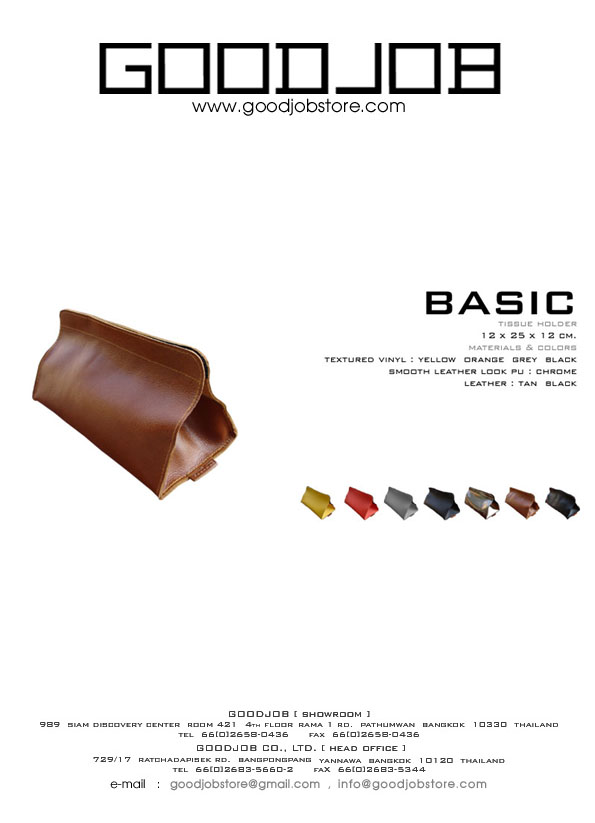 GOODJOB
www.goodjobstore.com
BASIC
TISSUE HOLDER
12 x 25 x 12 CM.
MATERIALS & COLORS
TEXTURED VINYL : YELLOW ORANGE GREY BLACK
SMOOTH LEATHER LOOK PU : CHROME
LEATHER : TAN BLACK
GOODJOB [ SHOWROOM ]
989 SIAM DISCOVERY CENTER ROOM 421 4TH FLOOR RAMA 1 RD. PATHUMWAN BANGKOK 10330 THAILAND
TEL 66(0)2658-0436 FAX 66(0)2658-0436
GOODJOB CO., LTD. [ HEAD OFFICE ]
729/17 RATCHADAPISEK RD. BANGPONGPANG YANNAWA BANGKOK 10120 THAILAND
TEL 66(0)2683-5660-2 FAX 66(0)2683-5344
e-mail : goodjobstore@gmail.com , info@goodjobstore.com